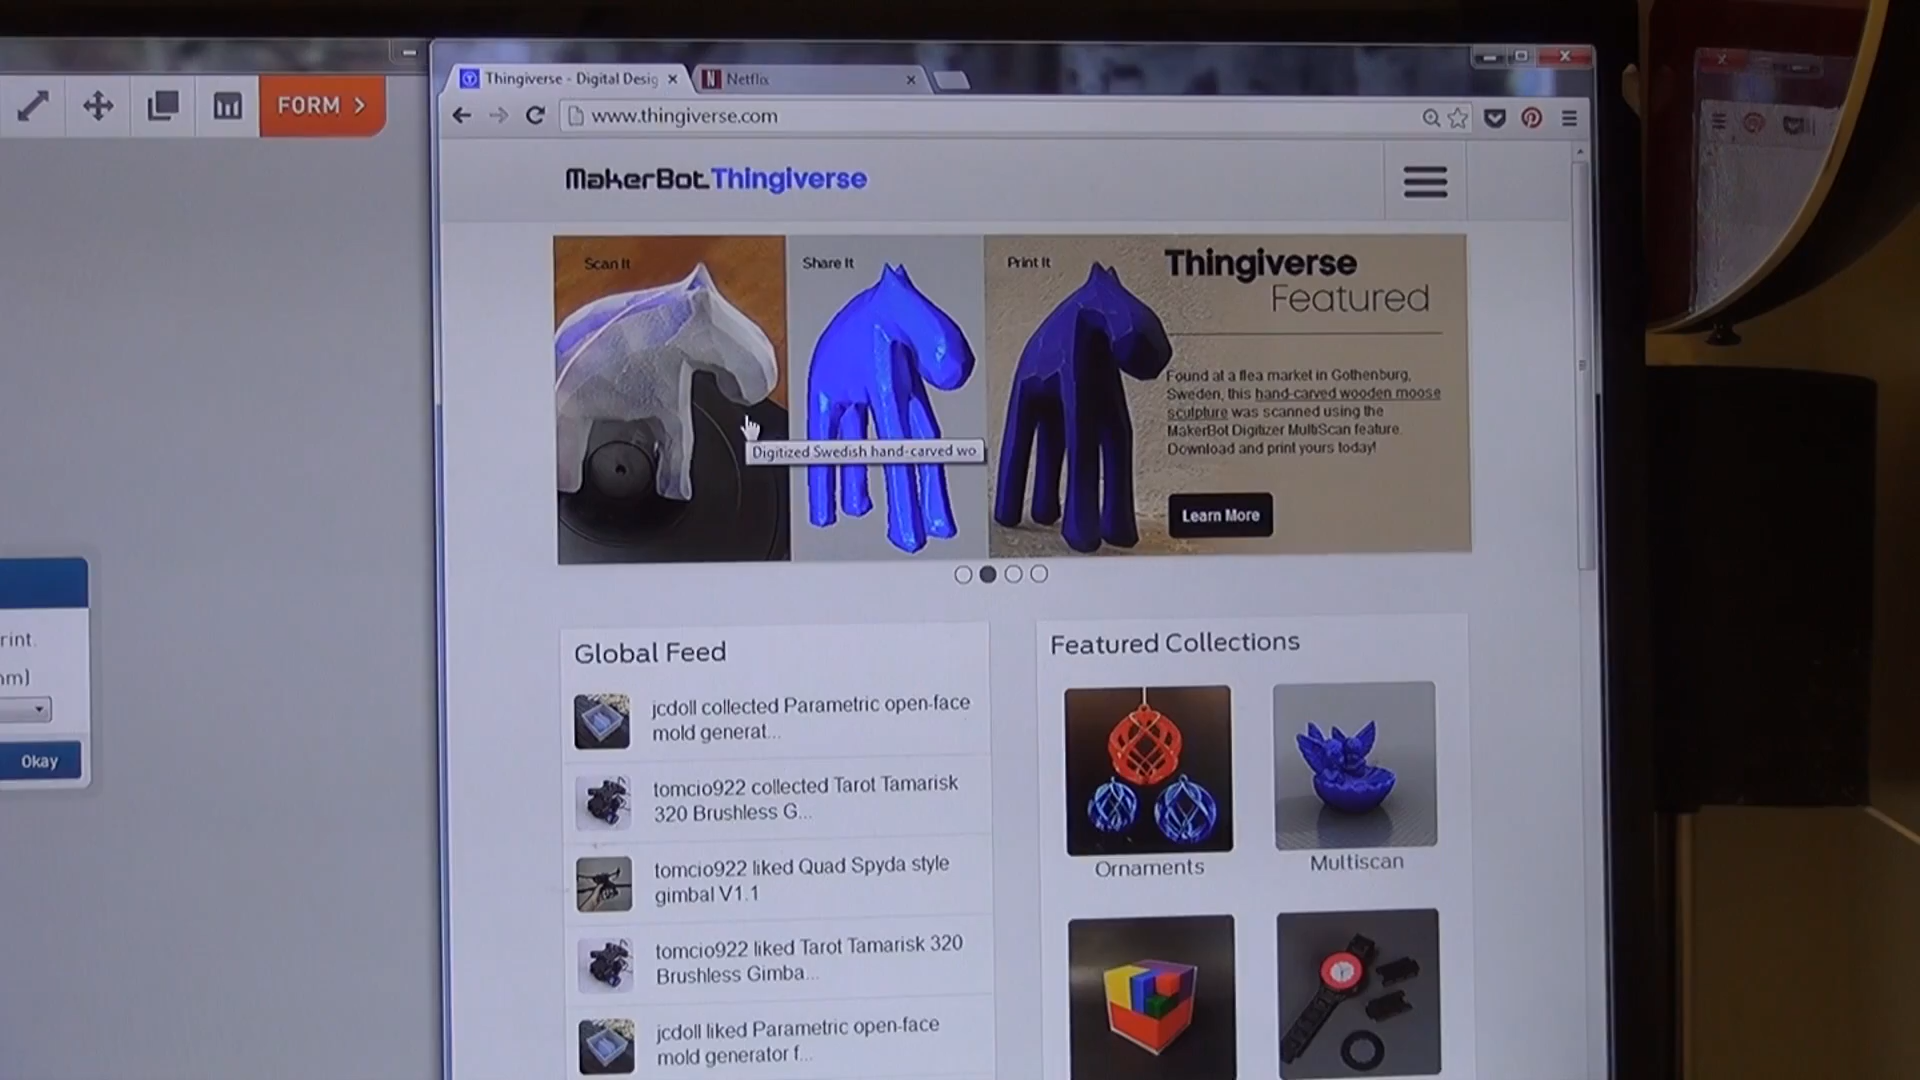 FORM >
Thingiverse - Digital Desig
Netflix
www.thingiverse.com
MakerBot Thingiverse
Scan It
Share It
Print It
Thingiverse
Featured
Found at a flea market in Gothenburg,
Sweden, this hand-carved wooden moose
sculpture was scanned using the
MakerBot Digitizer MultiScan feature.
Download and print yours today!
Learn More
Digitized Swedish hand-carved wo
rint.
Okay
Global Feed
jcdoll collected Parametric open-face
mold generat...
tomcio922 collected Tarot Tamarisk
320 Brushless G...
tomcio922 liked Quad Spyda style
gimbal V1.1
tomcio922 liked Tarot Tamarisk 320
Brushless Gimba...
jcdoll liked Parametric open-face
mold generator f...
Featured Collections
Ornaments
Multiscan